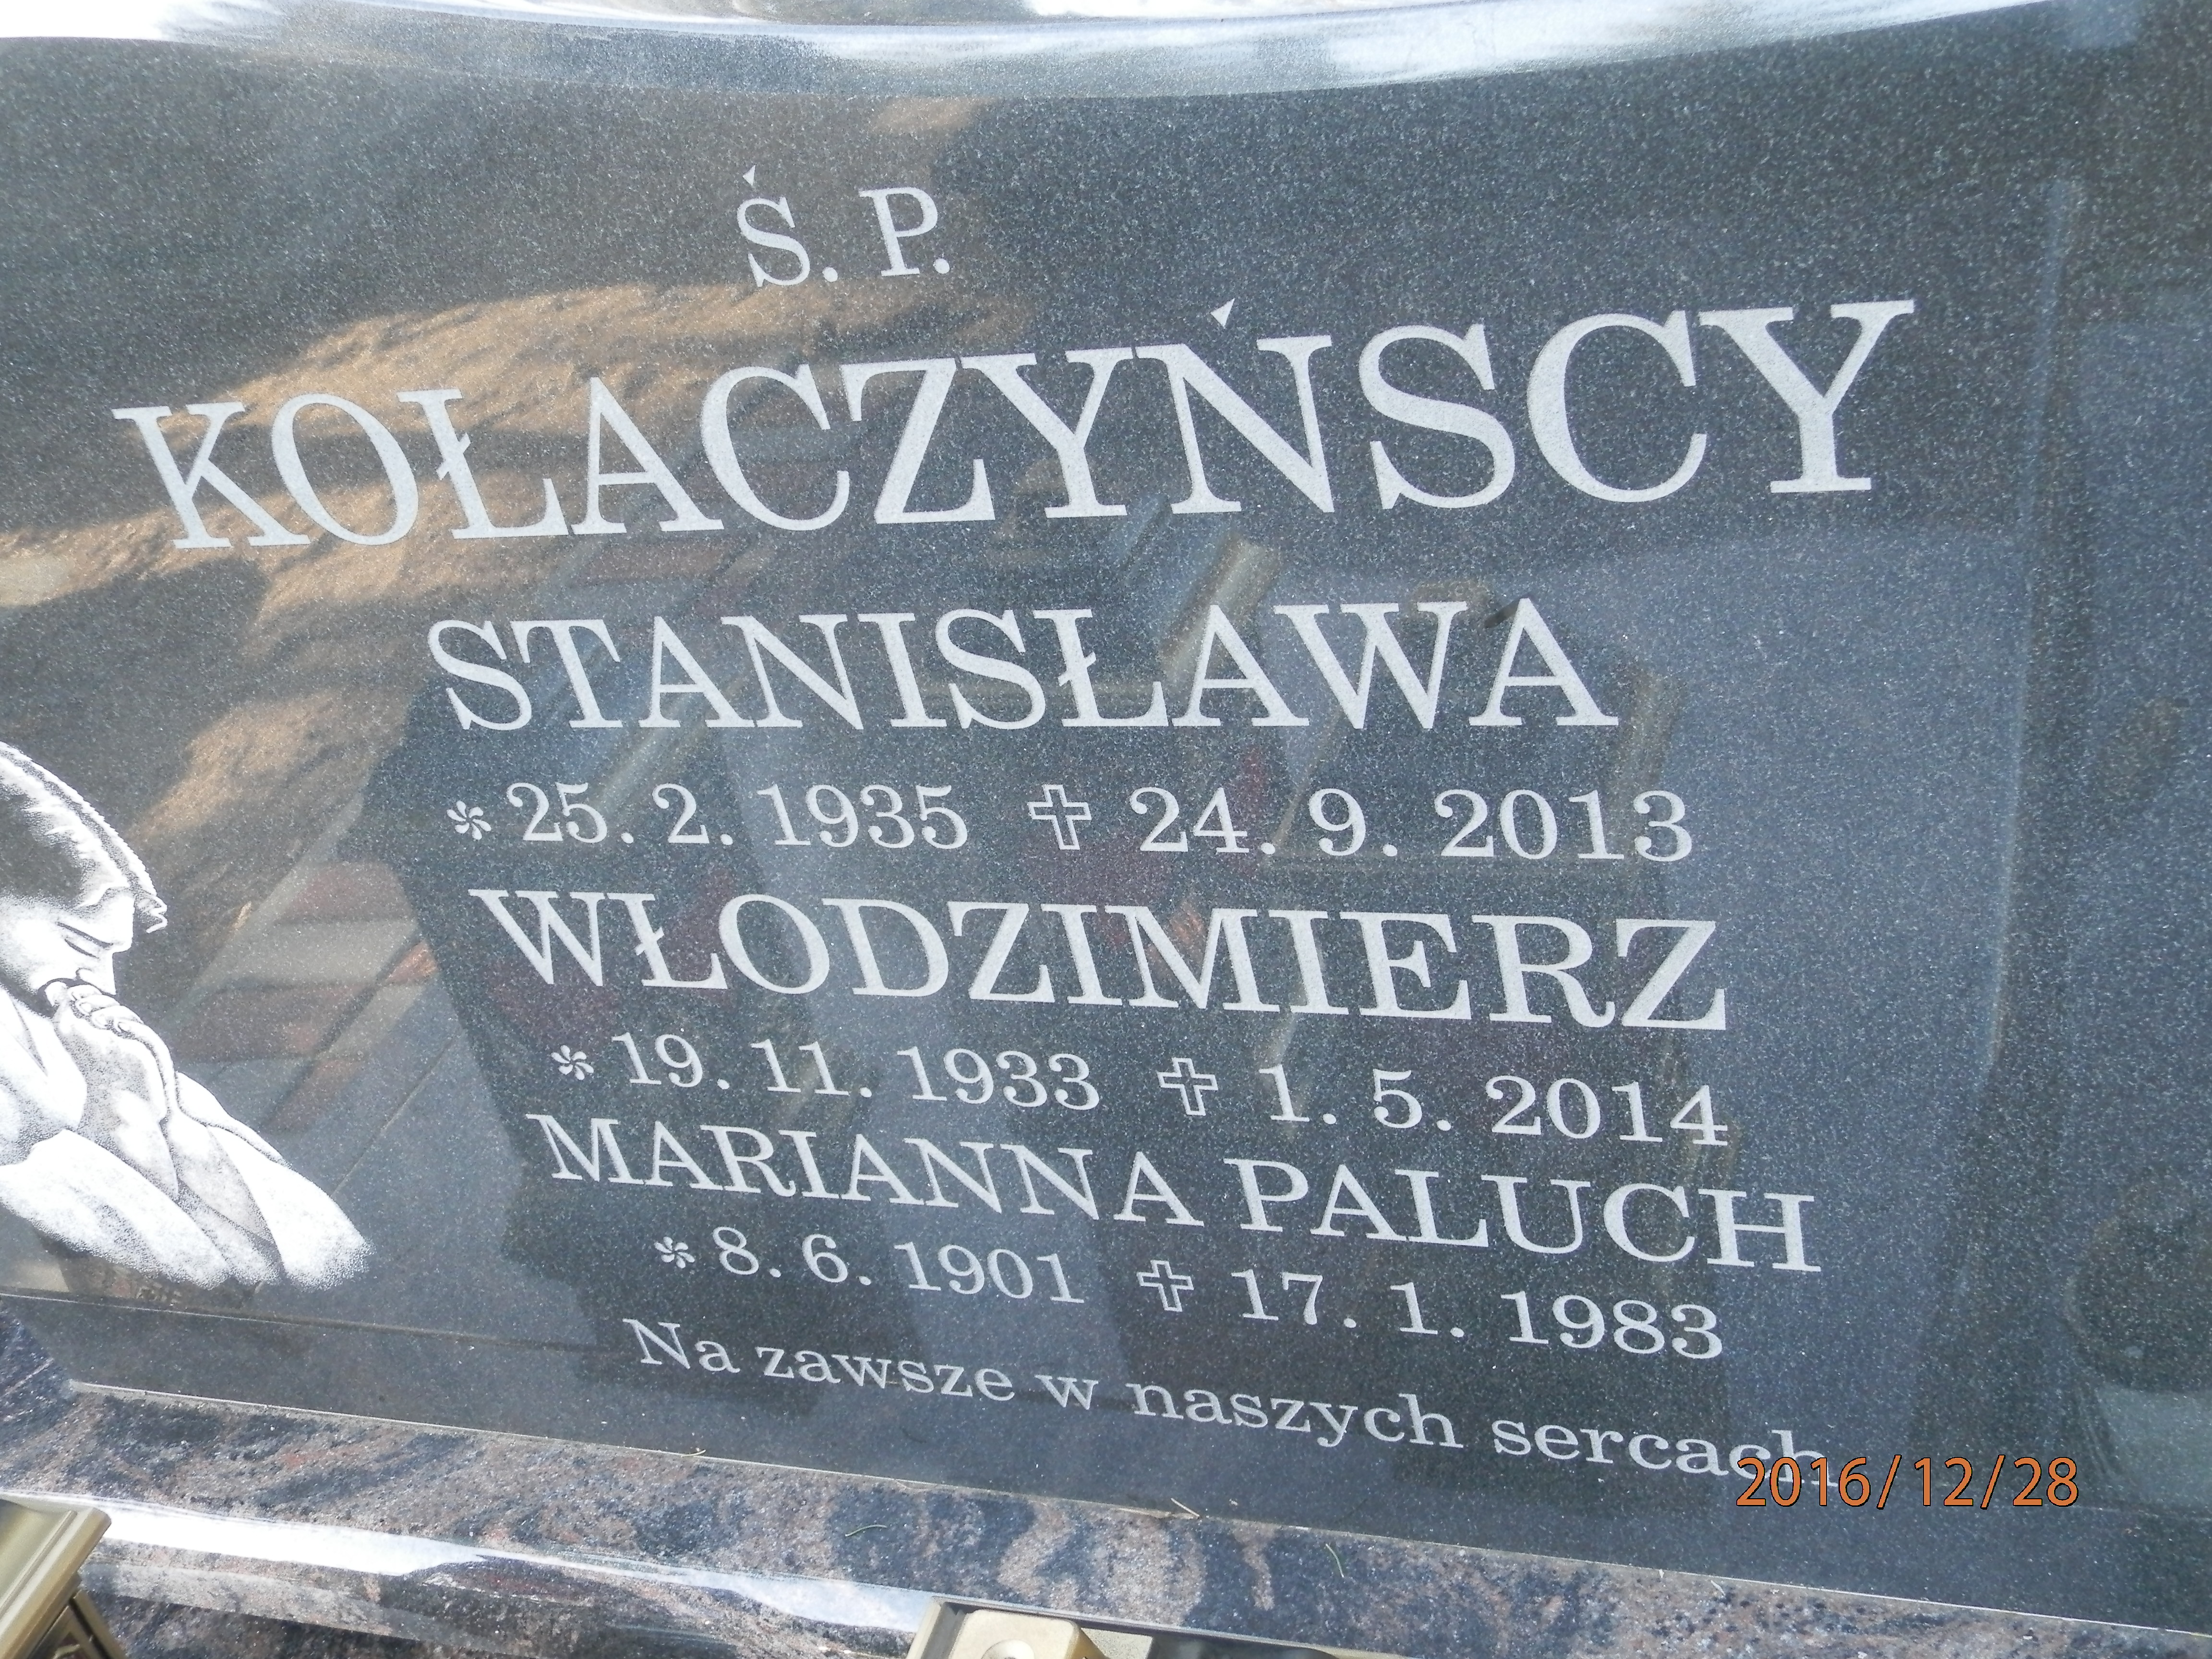 Ś. P.
KOŁACZYŃSCY
STANISŁAWA
* 25. 2. 1935 ✝ 24. 9. 2013
WŁODZIMIERZ
* 19. 11. 1933 ✝ 1. 5. 2014
MARIANNA PALUCH
* 8. 6. 1901 ✝ 17. 1. 1983
Na zawsze w naszych sercach
2016/12/28